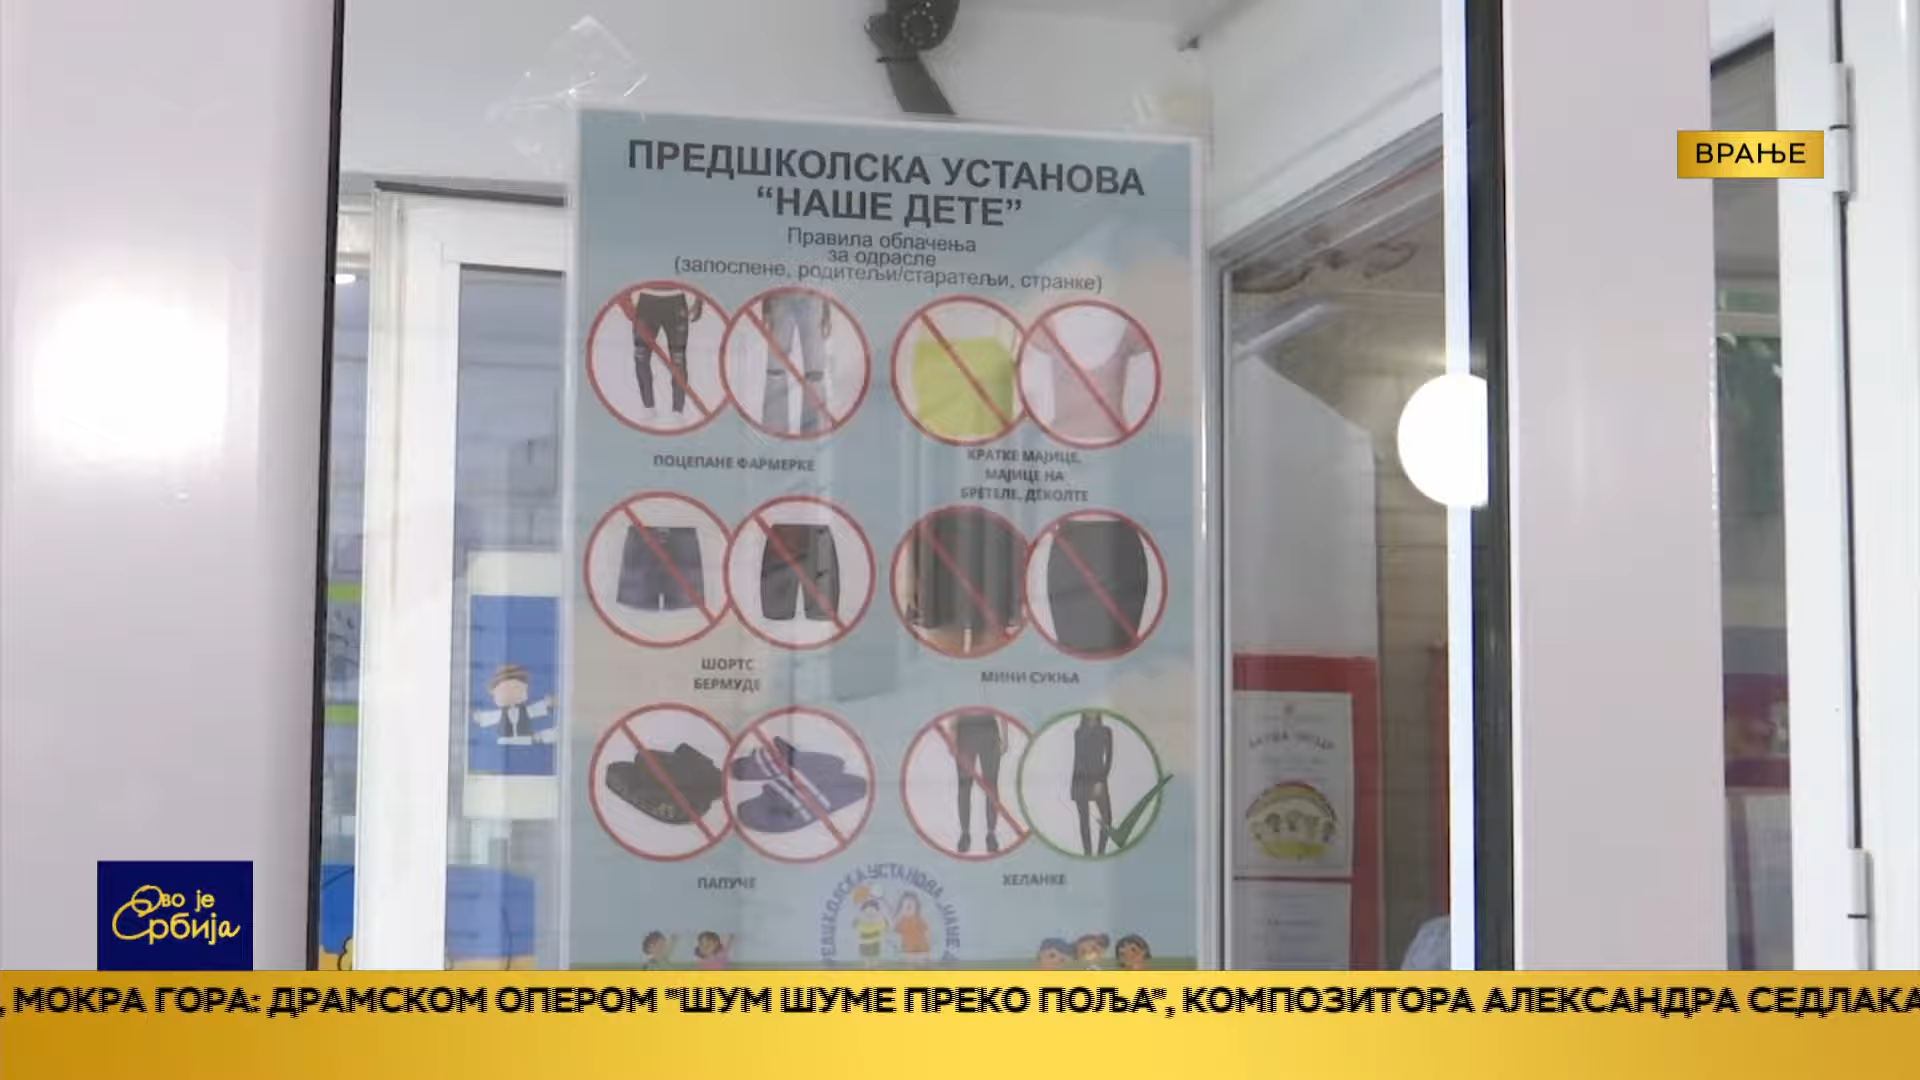 ПРЕДШКОЛСКА УСТАНОВА
“НАШЕ ДЕТЕ”
Правила облачења
за одрасле
(запослене, родитељи/старатељи, странке)
ПОЦЕПАНЕ ФАРМЕРКЕ
КРАТКЕ МАЈИЦЕ,
МАЈИЦЕ НА
БРЕТЕЛЕ, ДЕКОЛТЕ
ШОРТС
БЕРМУДЕ
МИНИ СУКЊА
ПАПУЧЕ
ХЕЛАНКЕ
ВРАЊЕ
Ово је
Србија
, МОКРА ГОРА: ДРАМСКОМ ОПЕРОМ "ШУМ ШУМЕ ПРЕКО ПОЉА", КОМПОЗИТОРА АЛЕКСАНДРА СЕДЛАКА